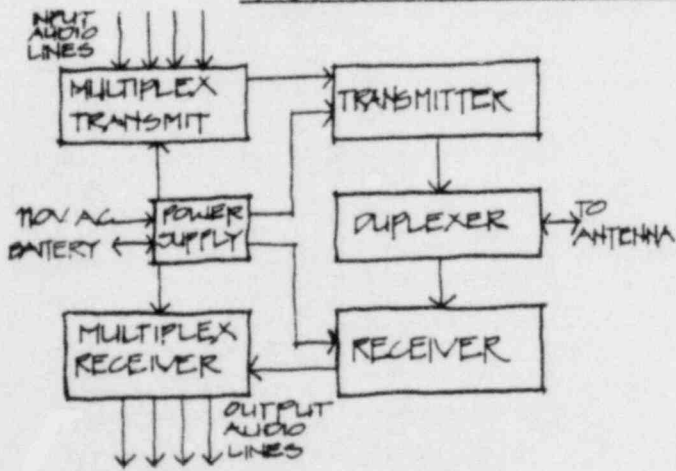 INPUT
AUDIO
LINES
MULTIPLEX
TRANSMIT
TRANSMITTER
110V AC
BATTERY
POWER
SUPPLY
DUPLEXER
TO
ANTENNA
MULTIPLEX
RECEIVER
RECEIVER
OUTPUT
AUDIO
LINES